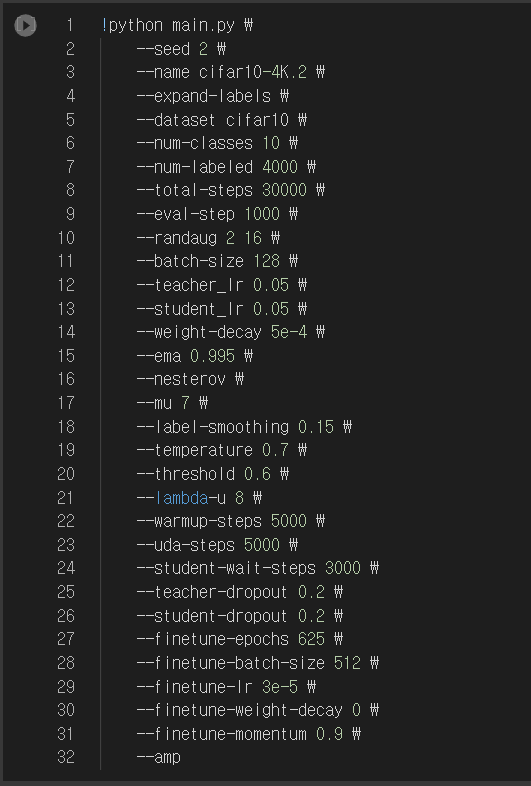 1 !python main.py ₩
2 --seed 2 ₩
3 --name cifar10-4K.2 ₩
4 --expand-labels ₩
5 --dataset cifar10 ₩
6 --num-classes 10 ₩
7 --num-labeled 4000 ₩
8 --total-steps 30000 ₩
9 --eval-step 1000 ₩
10 --randaug 2 16 ₩
11 --batch-size 128 ₩
12 --teacher_lr 0.05 ₩
13 --student_lr 0.05 ₩
14 --weight-decay 5e-4 ₩
15 --ema 0.995 ₩
16 --nesterov ₩
17 --mu 7 ₩
18 --label-smoothing 0.15 ₩
19 --temperature 0.7 ₩
20 --threshold 0.6 ₩
21 --lambda-u 8 ₩
22 --warmup-steps 5000 ₩
23 --uda-steps 5000 ₩
24 --student-wait-steps 3000 ₩
25 --teacher-dropout 0.2 ₩
26 --student-dropout 0.2 ₩
27 --finetune-epochs 625 ₩
28 --finetune-batch-size 512 ₩
29 --finetune-lr 3e-5 ₩
30 --finetune-weight-decay 0 ₩
31 --finetune-momentum 0.9 ₩
32 --amp